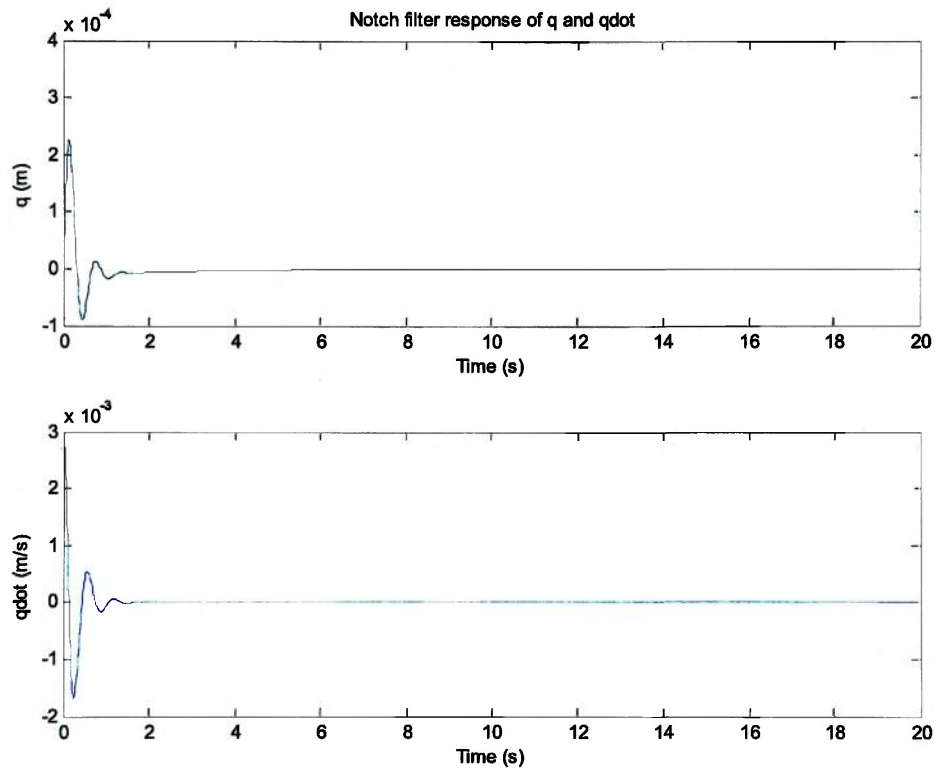 Notch filter response of q and qdot
x 10^-4
4
3
2
1
0
-1
q (m)
0 2 4 6 8 10 12 14 16 18 20
Time (s)
x 10^-3
3
2
1
0
-1
-2
qdot (m/s)
0 2 4 6 8 10 12 14 16 18 20
Time (s)